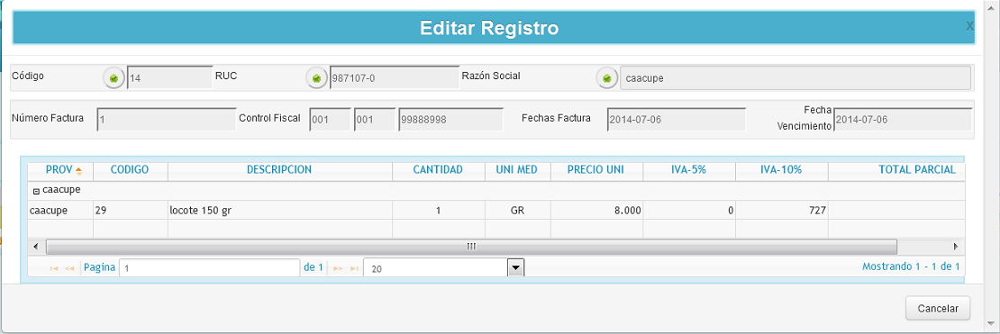 Editar Registro
X
Código 14 RUC 987107-0 Razón Social caacupe
Número Factura 1 Control Fiscal 001 001 99888998 Fechas Factura 2014-07-06 Fecha
Vencimiento 2014-07-06
PROV CODIGO DESCRIPCION CANTIDAD UNI MED PRECIO UNI IVA-5% IVA-10% TOTAL PARCIAL
caacupe
caacupe 29 locote 150 gr 1 GR 8.000 0 727
Pagina 1 de 1 20 Mostrando 1 - 1 de 1
Cancelar